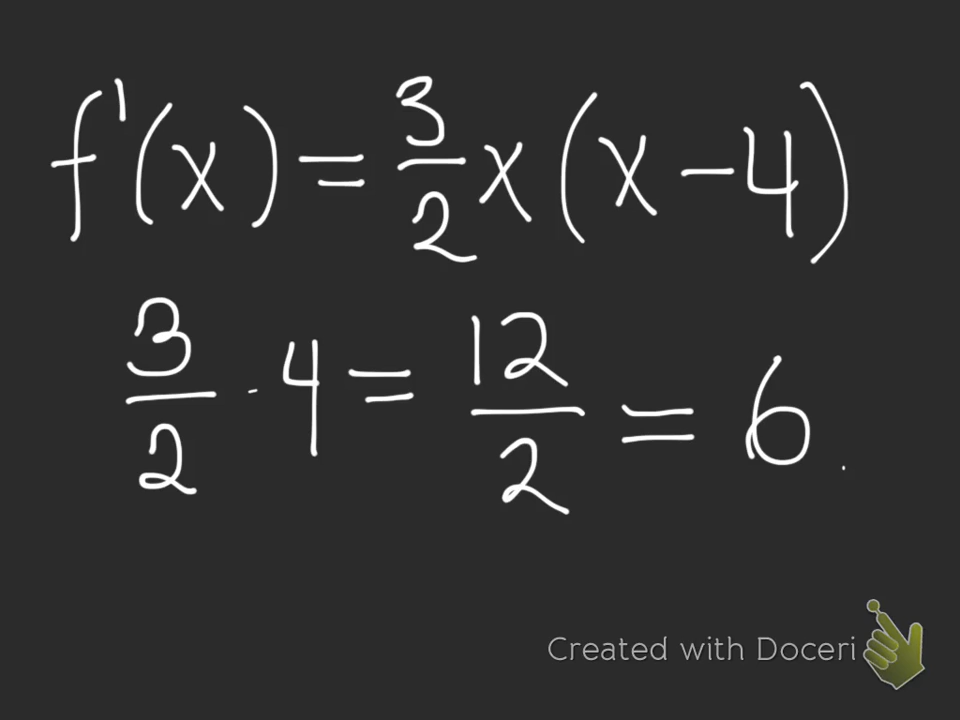 f'(x) = 3/2 x(x - 4)
3/2 · 4 = 12/2 = 6.
Created with Doceri